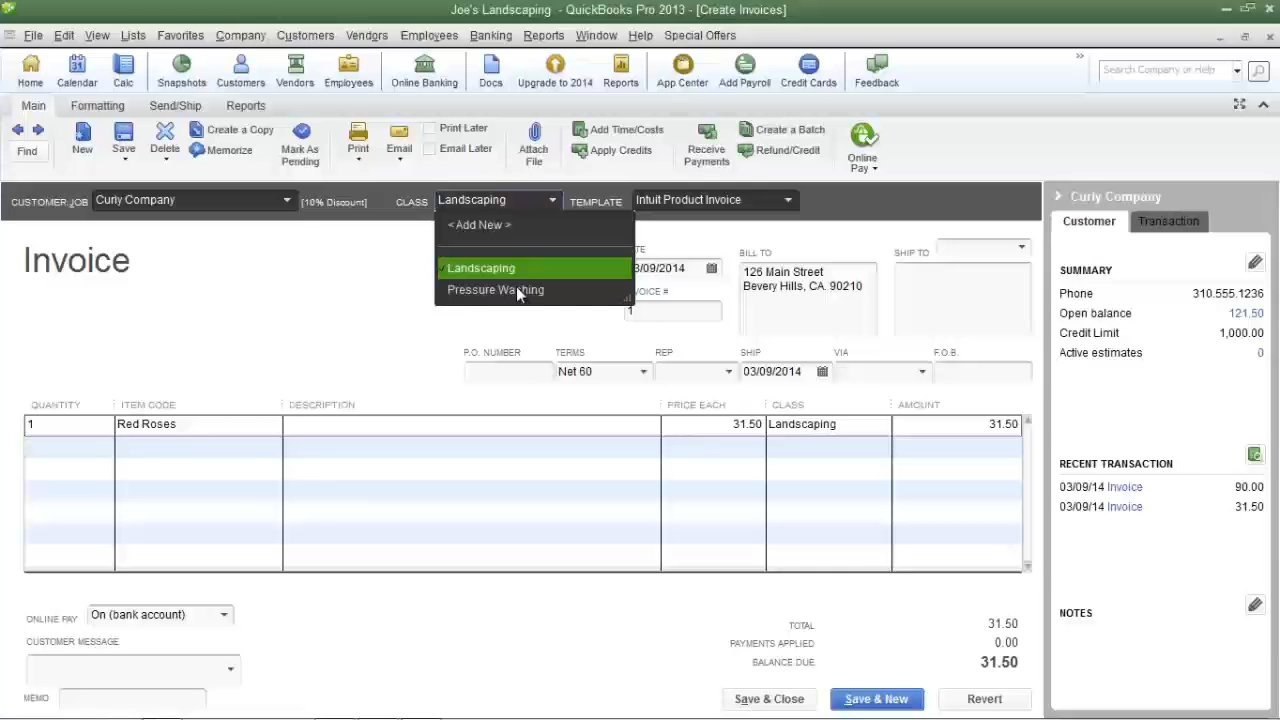 Joe's Landscaping - QuickBooks Pro 2013 - [Create Invoices]
File Edit View Lists Favorites Company Customers Vendors Employees Banking Reports Window Help Special Offers
Home Calendar Calc Snapshots Customers Vendors Employees Online Banking Docs Upgrade to 2014 Reports App Center Add Payroll Credit Cards Feedback
Search Company or Help
Main Formatting Send/Ship Reports
Find New Save Delete Create a Copy Memorize Mark As Pending Print Email Print Later Email Later Attach File Add Time/Costs Apply Credits Receive Payments Create a Batch Refund/Credit Online Pay
CUSTOMER:JOB Curly Company [10% Discount] CLASS Landscaping TEMPLATE Intuit Product Invoice
< Add New >
Landscaping
Pressure Washing
Invoice
TE
3/09/2014
VOICE #
1
BILL TO
126 Main Street
Bevery Hills, CA. 90210
SHIP TO
P.O. NUMBER TERMS REP SHIP VIA F.O.B.
Net 60 03/09/2014
QUANTITY ITEM CODE DESCRIPTION PRICE EACH CLASS AMOUNT
1 Red Roses 31.50 Landscaping 31.50
ONLINE PAY On (bank account)
CUSTOMER MESSAGE
MEMO
TOTAL 31.50
PAYMENTS APPLIED 0.00
BALANCE DUE 31.50
Save & Close Save & New Revert
Curly Company
Customer Transaction
SUMMARY
Phone 310.555.1236
Open balance 121.50
Credit Limit 1,000.00
Active estimates 0
RECENT TRANSACTION
03/09/14 Invoice 90.00
03/09/14 Invoice 31.50
NOTES